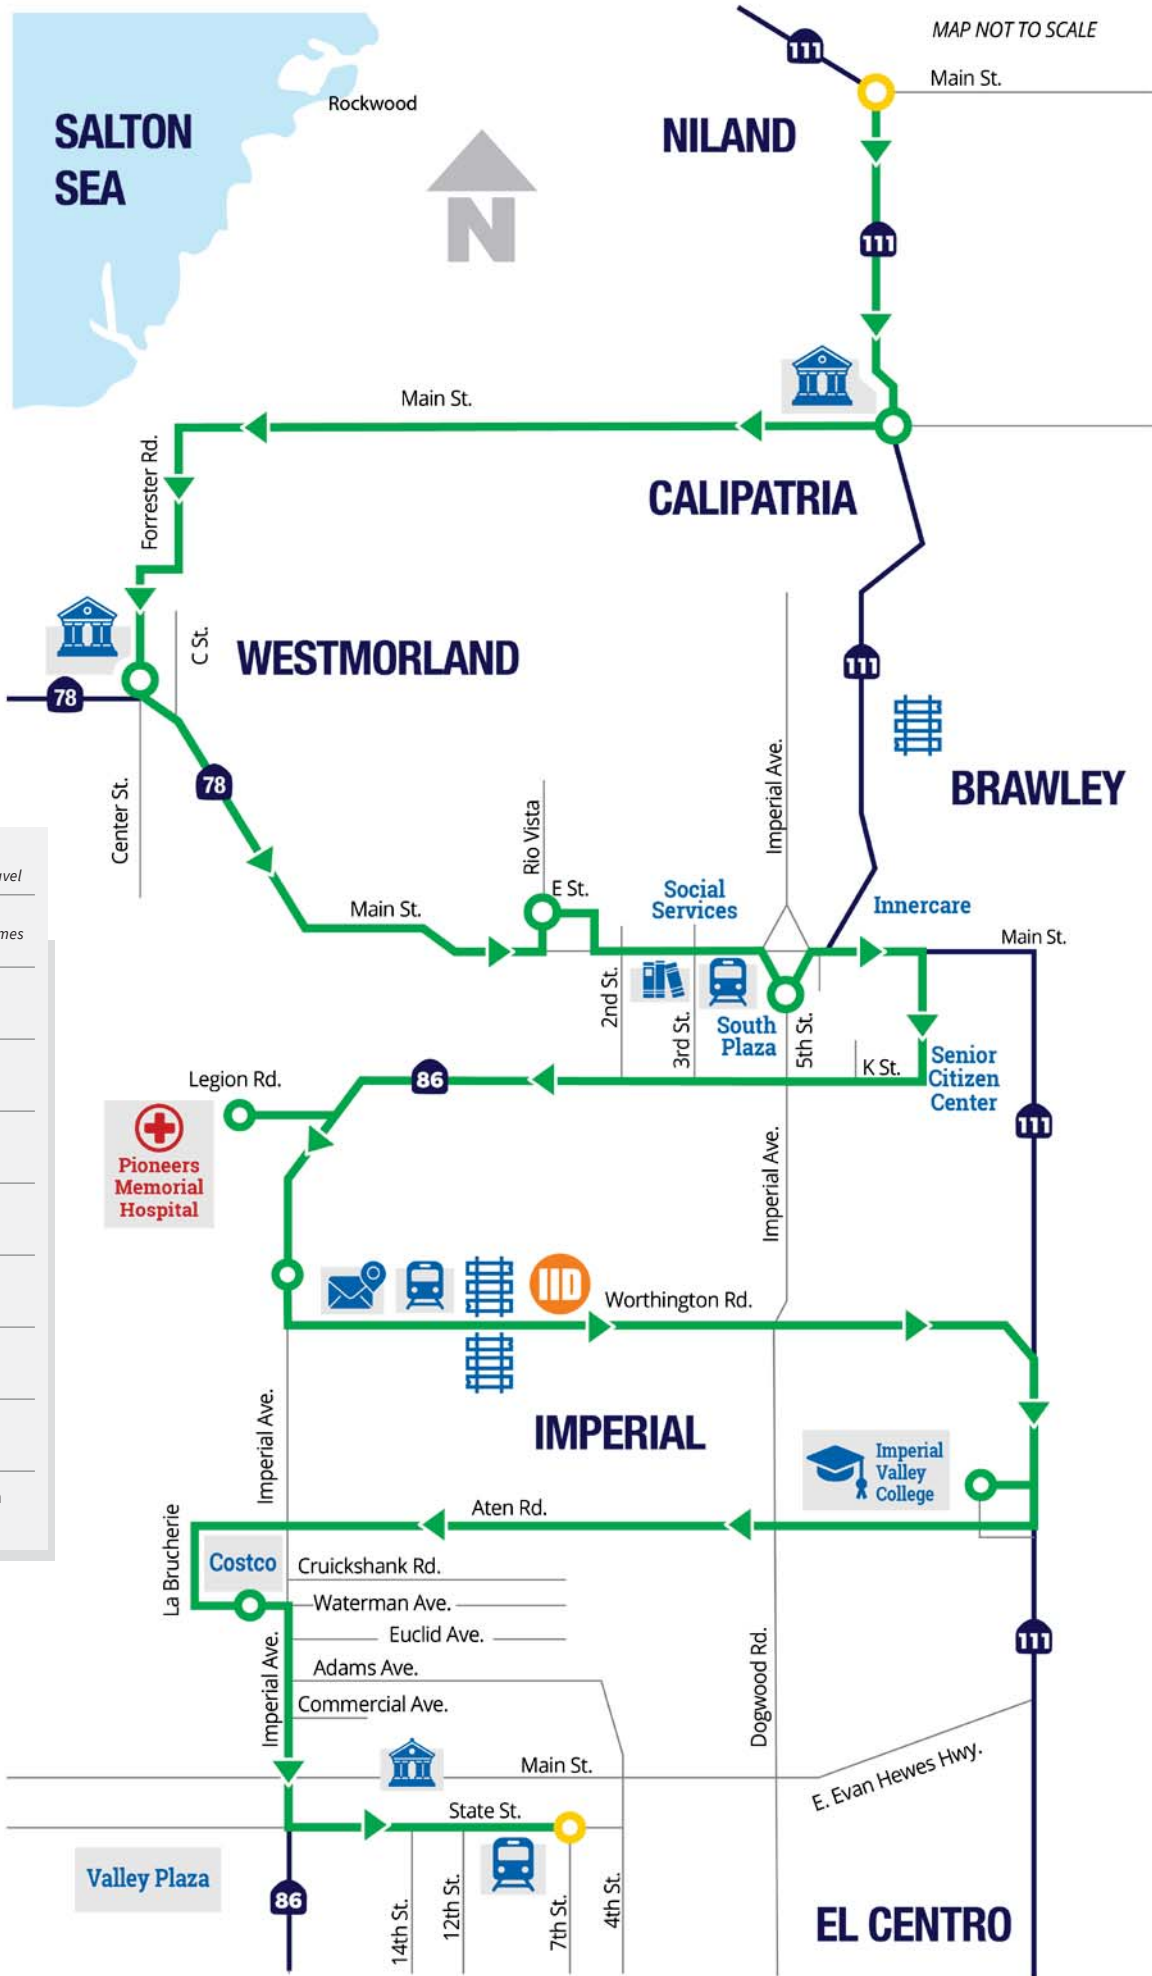 MAP NOT TO SCALE
111
Main St.
Rockwood
SALTON
SEA
NILAND
N
111
Main St.
CALIPATRIA
Forrester Rd.
C St.
WESTMORLAND
78
111
78
Center St.
Imperial Ave.
BRAWLEY
Rio Vista
E St.
Social
Services
Innercare
Main St.
Main St.
2nd St.
3rd St.
South
Plaza
5th St.
K St.
Senior
Citizen
Center
86
Legion Rd.
111
Pioneers
Memorial
Hospital
Imperial Ave.
IID
Worthington Rd.
Imperial Ave.
IMPERIAL
Imperial
Valley
College
Aten Rd.
La Brucherie
Costco
Cruickshank Rd.
Waterman Ave.
Euclid Ave.
Imperial Ave.
Adams Ave.
Commercial Ave.
Dogwood Rd.
111
Main St.
E. Evan Hewes Hwy.
State St.
Valley Plaza
86
14th St.
12th St.
7th St.
4th St.
EL CENTRO